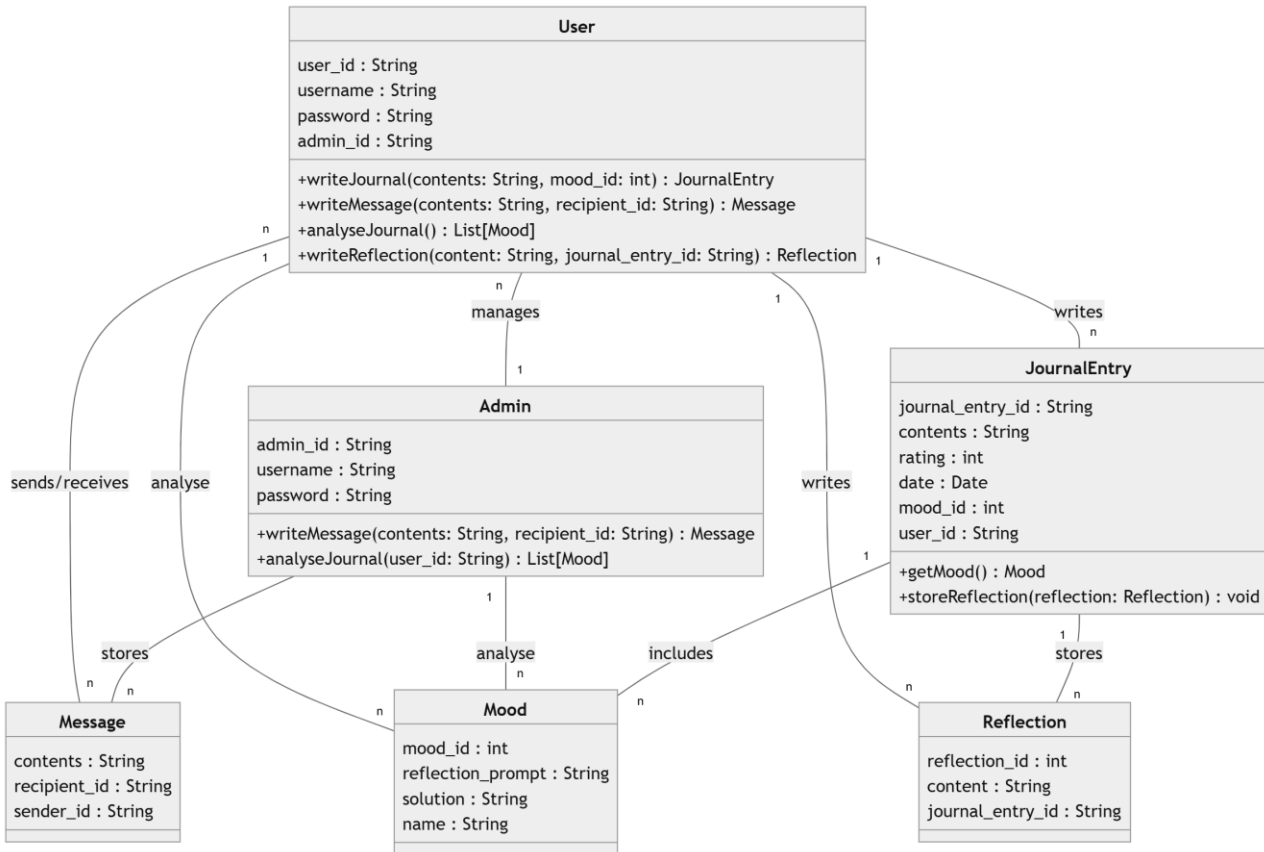 User
user_id : String
username : String
password : String
admin_id : String
+writeJournal(contents: String, mood_id: int) : JournalEntry
+writeMessage(contents: String, recipient_id: String) : Message
+analyseJournal() : List[Mood]
+writeReflection(content: String, journal_entry_id: String) : Reflection
n
1
n
1
1
manages
writes
1
n
Admin
admin_id : String
username : String
password : String
+writeMessage(contents: String, recipient_id: String) : Message
+analyseJournal(user_id: String) : List[Mood]
JournalEntry
journal_entry_id : String
contents : String
rating : int
date : Date
mood_id : int
user_id : String
+getMood() : Mood
+storeReflection(reflection: Reflection) : void
sends/receives
analyse
writes
1
1
1
stores
analyse
includes
stores
n
n
n
n
n
n
n
Message
contents : String
recipient_id : String
sender_id : String
Mood
mood_id : int
reflection_prompt : String
solution : String
name : String
Reflection
reflection_id : int
content : String
journal_entry_id : String